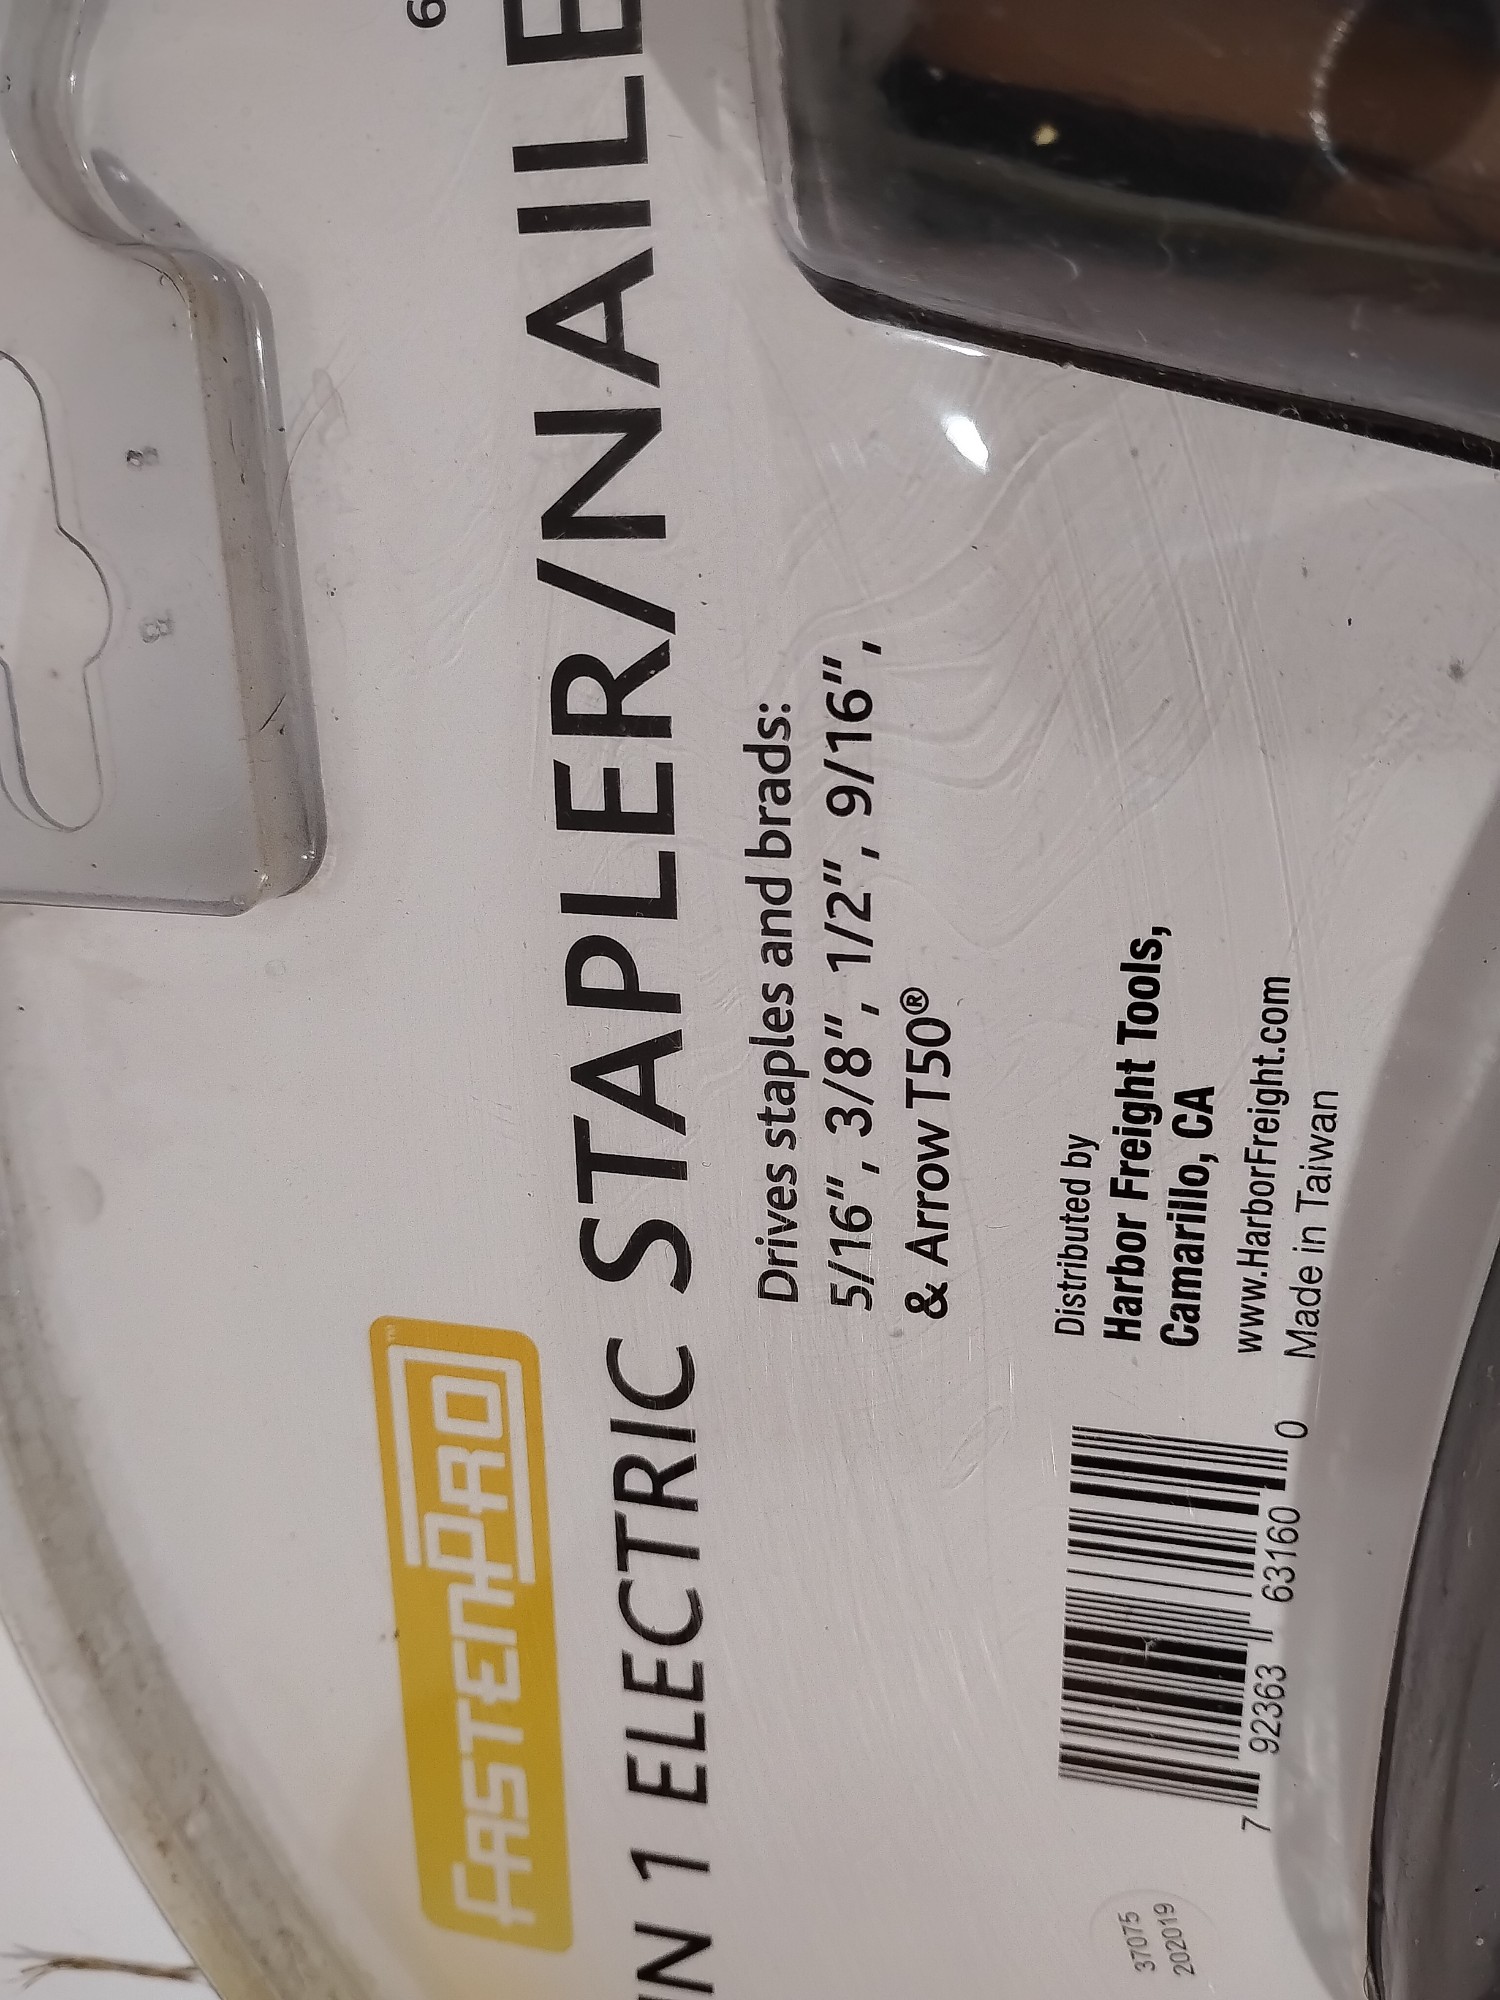 FASTENPRO
IN 1 ELECTRIC STAPLER/NAILE
6
Drives staples and brads:
5/16", 3/8", 1/2", 9/16",
& Arrow T50®
Distributed by
Harbor Freight Tools,
Camarillo, CA
www.HarborFreight.com
Made in Taiwan
7 92363 63160 0
37075
202019